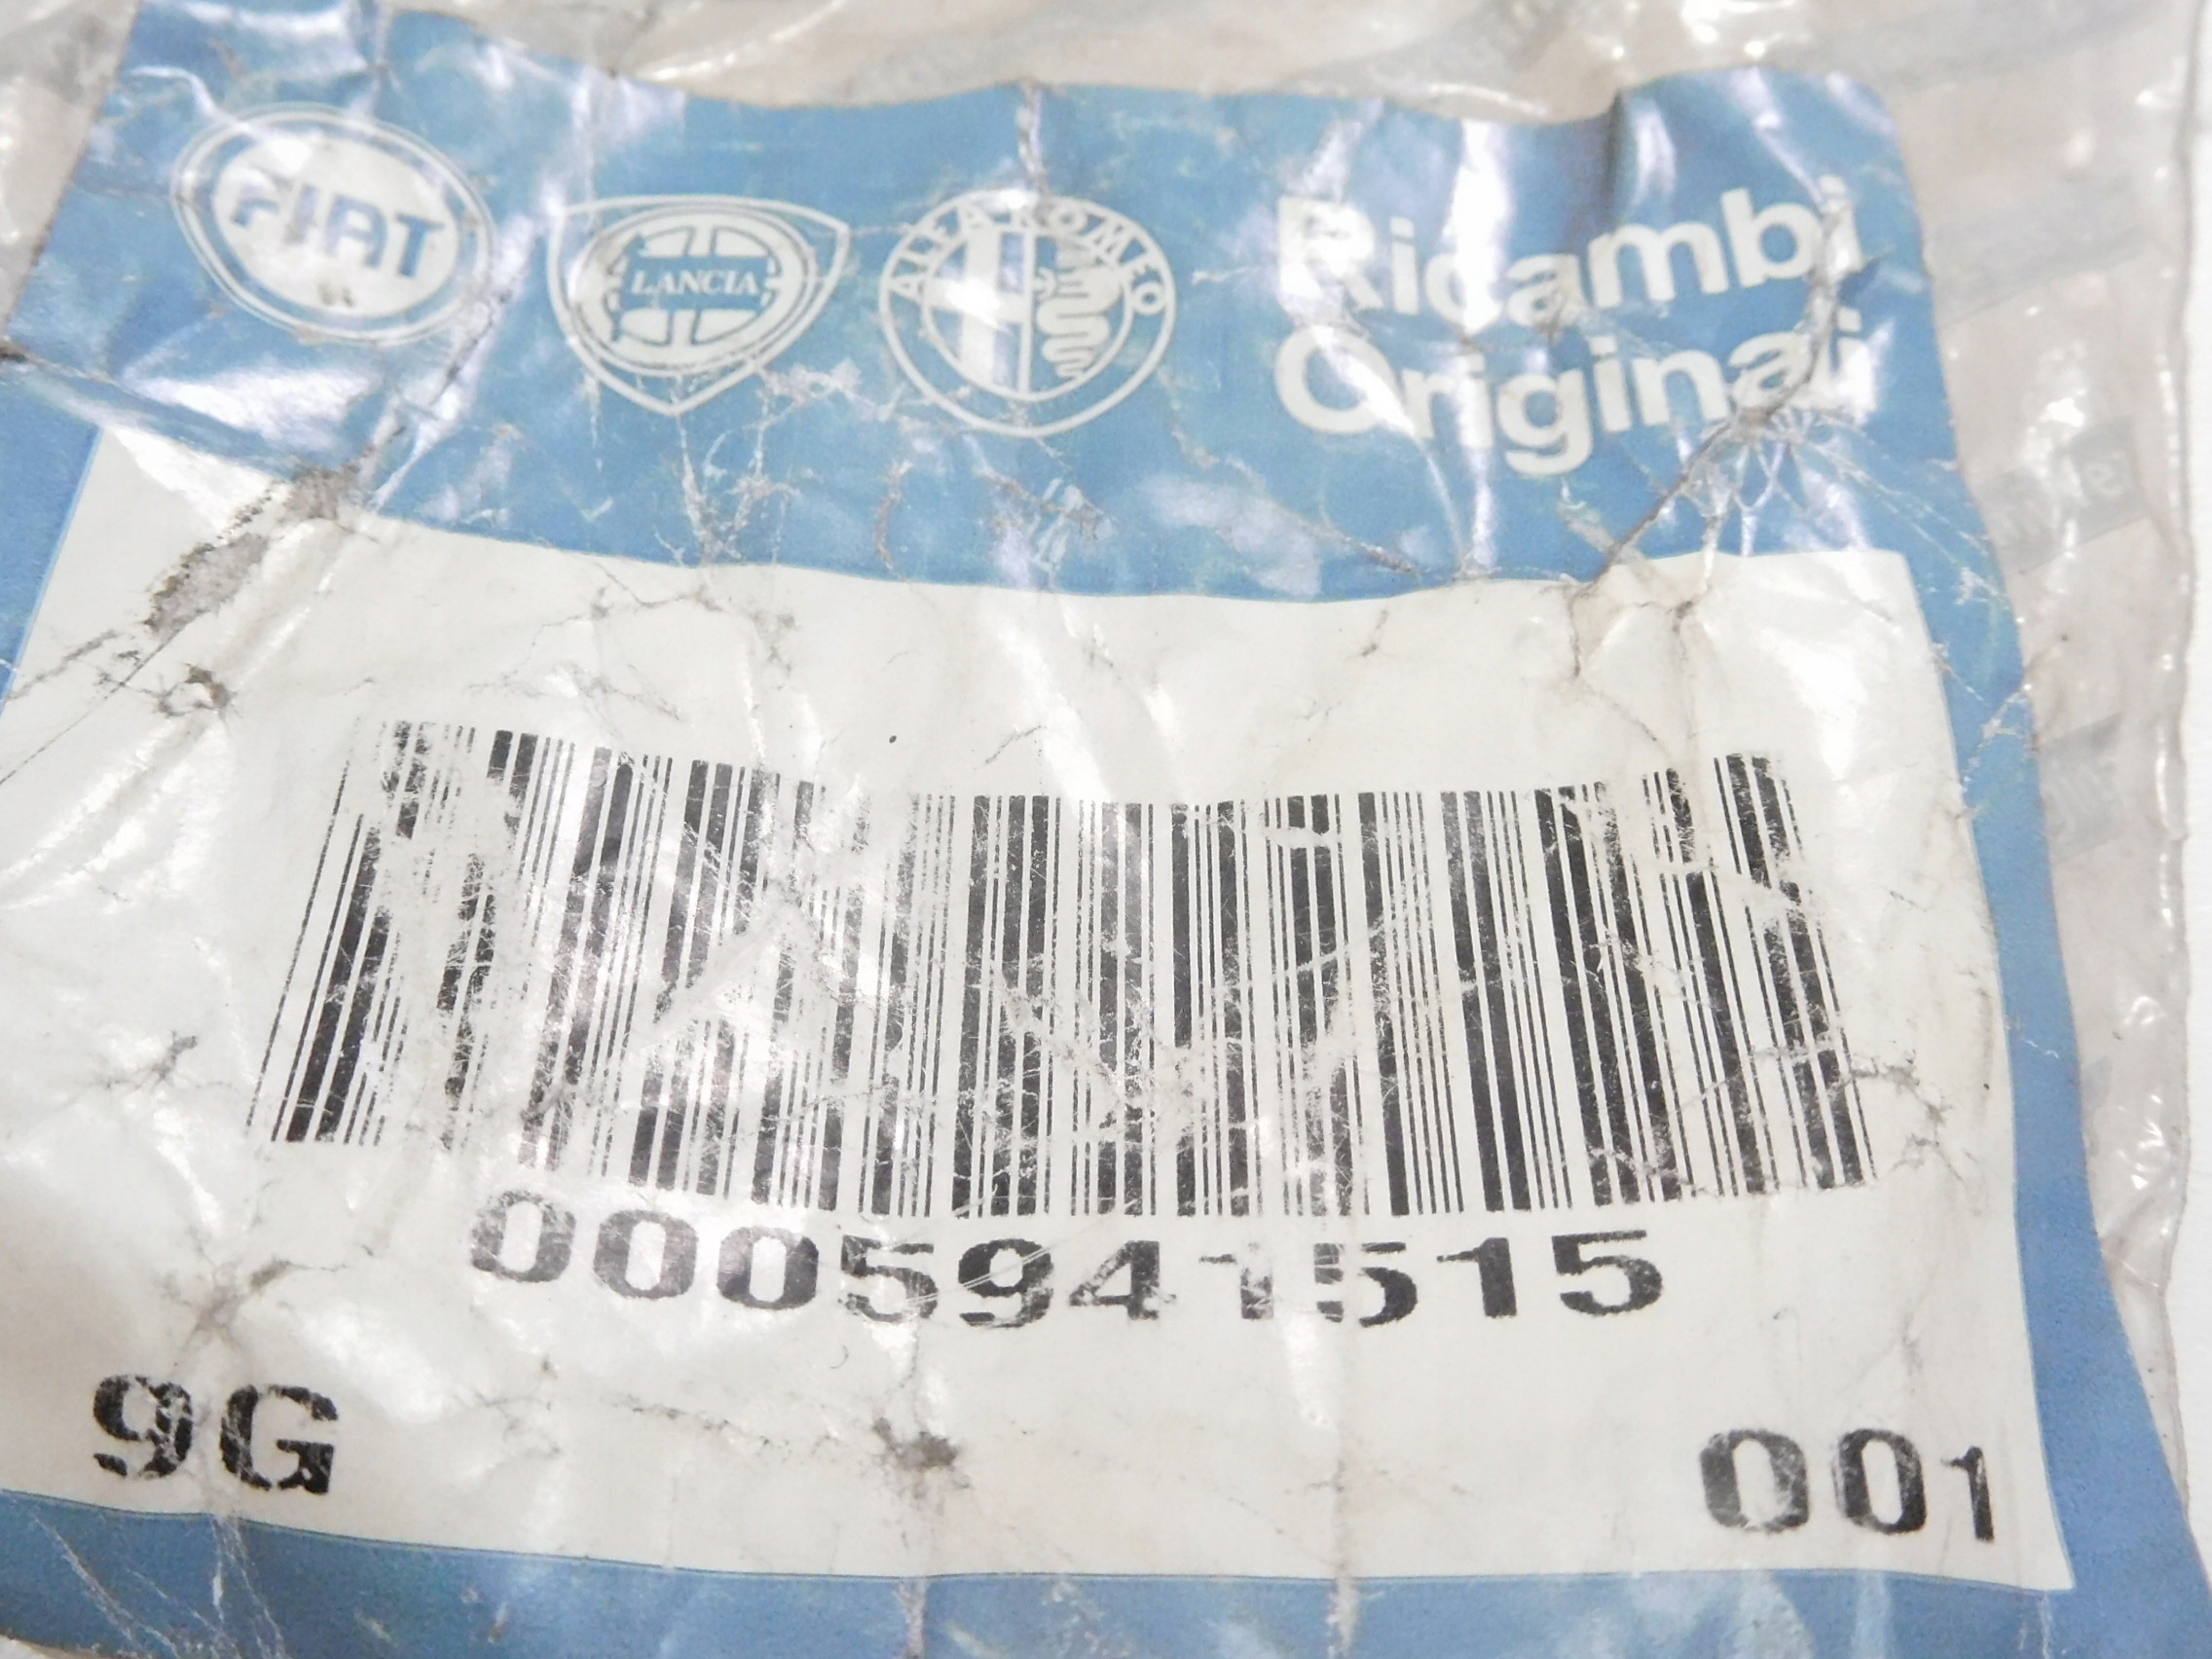 FIAT
LANCIA
ALFA ROMEO
Ricambi
Originali
0005941515
9G
001